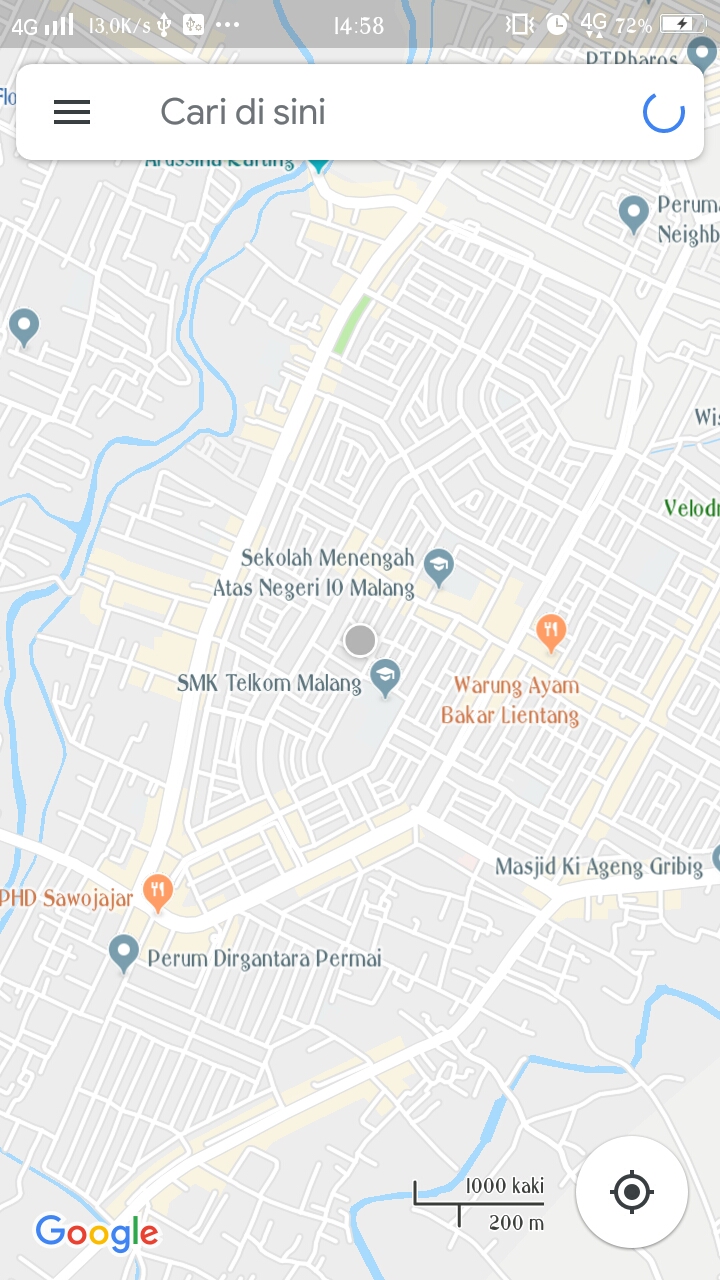 4G 13.0K/s ... 14:58 4G 72%
PT.Pharos
Cari di sini
Karung
Neighb
Velodr
Sekolah Menengah
Atas Negeri 10 Malang
SMK Telkom Malang
Warung Ayam
Bakar Lientang
Masjid Ki Ageng Gribig
PHD Sawojajar
Perum Dirgantara Permai
1000 kaki
200 m
Google